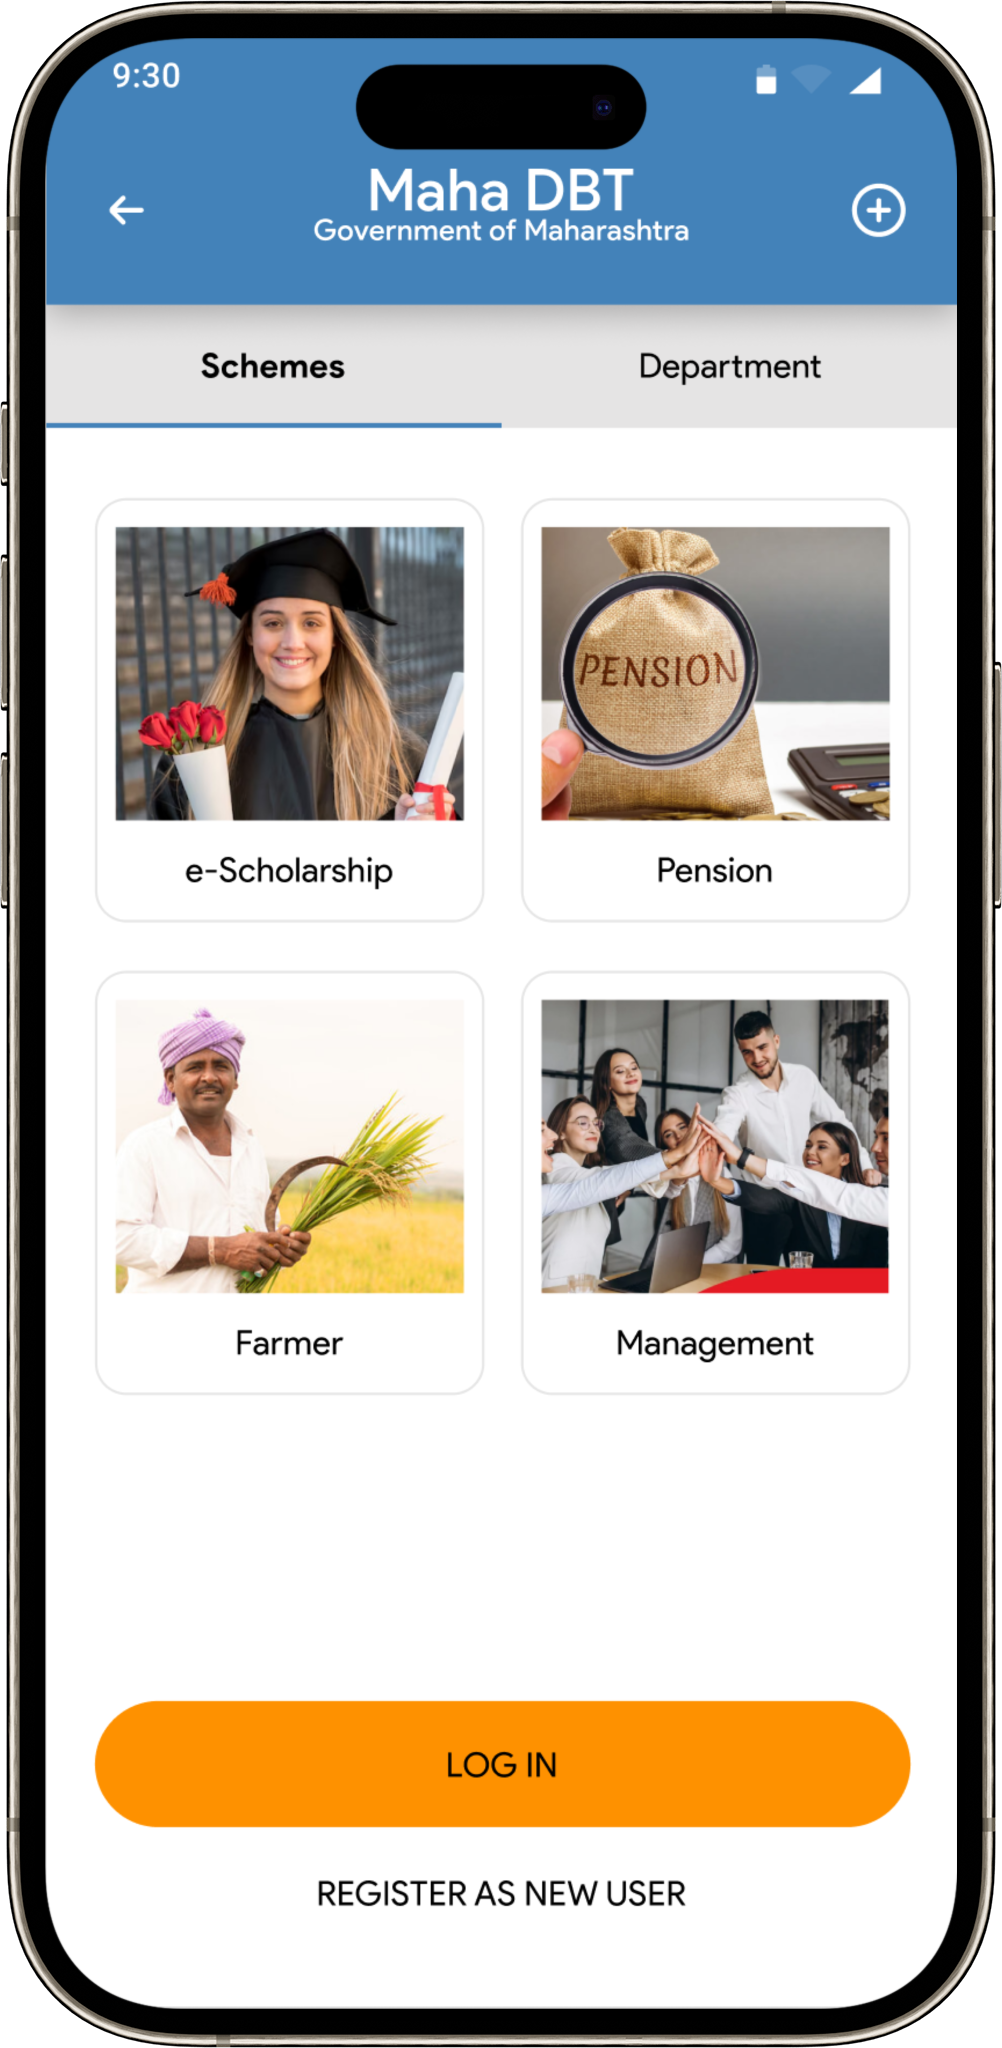 9:30
Maha DBT
Government of Maharashtra
Schemes
Department
PENSION
e-Scholarship
Pension
Farmer
Management
LOG IN
REGISTER AS NEW USER